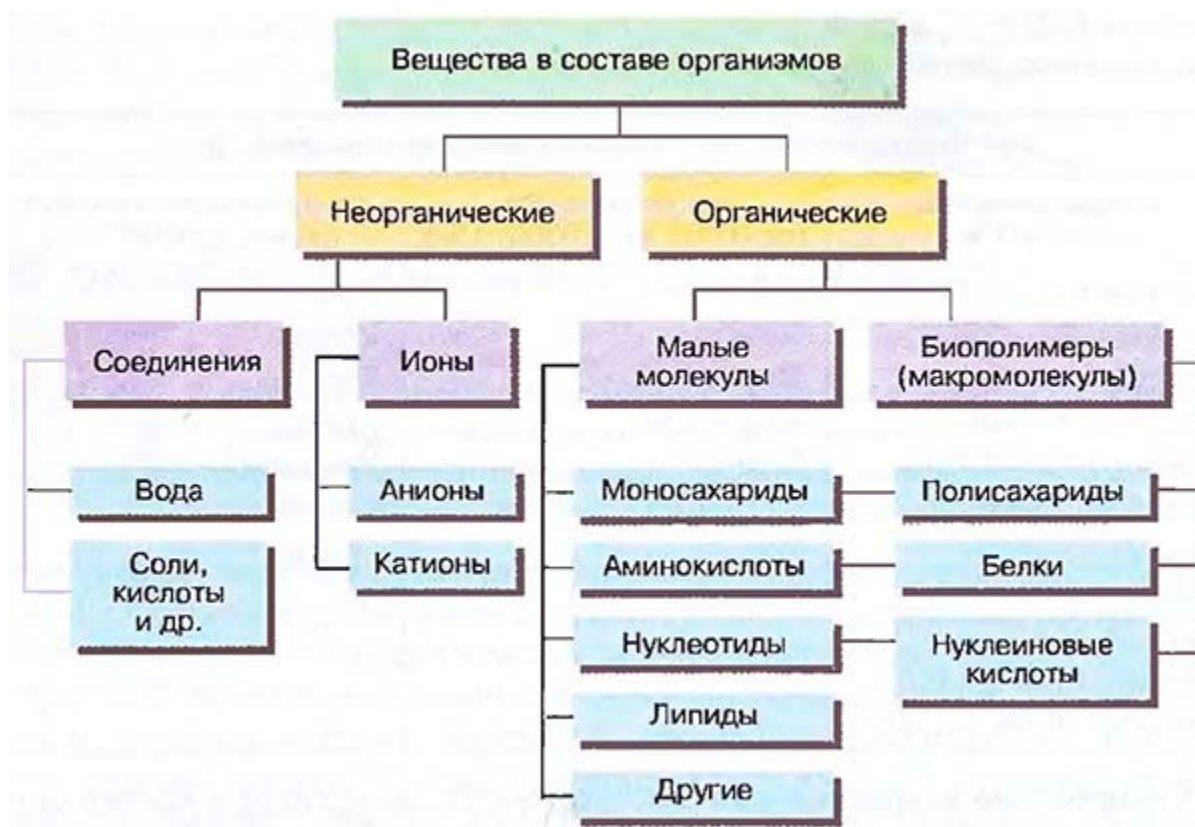 Вещества в составе организмов
Неорганические
Органические
Соединения
Ионы
Малые
молекулы
Биополимеры
(макромолекулы)
Вода
Анионы
Моносахариды
Полисахариды
Соли,
кислоты
и др.
Катионы
Аминокислоты
Белки
Нуклеотиды
Нуклеиновые
кислоты
Липиды
Другие